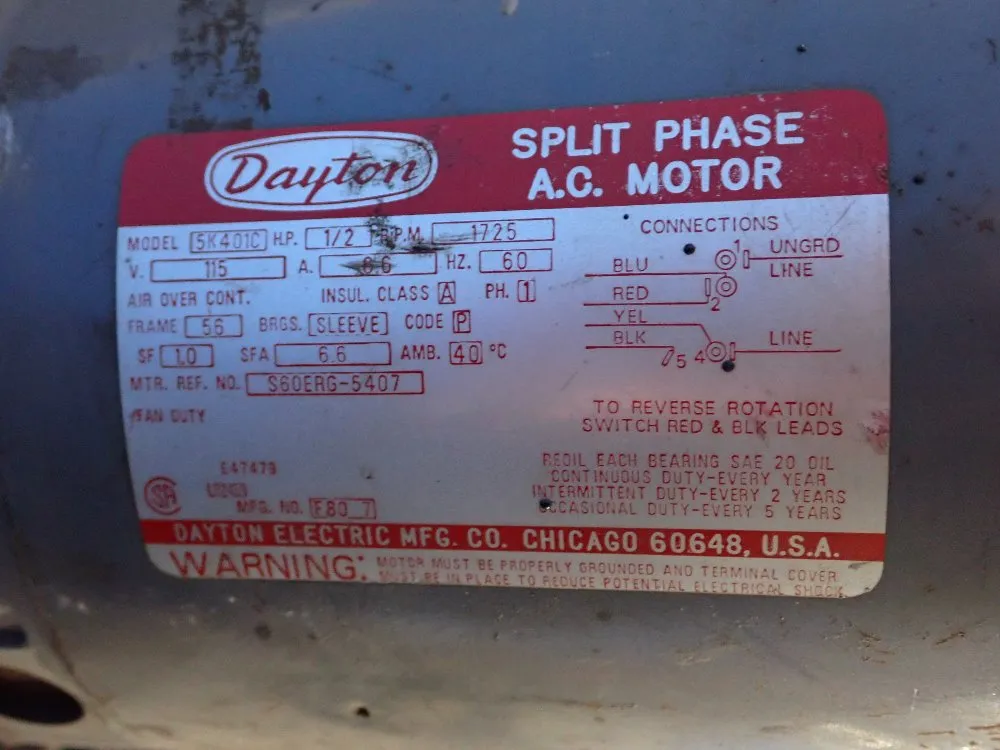 Dayton
SPLIT PHASE
A.C. MOTOR
MODEL 5K401C H.P. 1/2 R.P.M. 1725
V. 115 A. 8.6 HZ. 60
AIR OVER CONT. INSUL. CLASS A PH. 1
FRAME 56 BRGS. SLEEVE CODE P
SF 1.0 SFA 6.6 AMB. 40 °C
MTR. REF. NO. S60ERG-5407
FAN DUTY
E47479
MFG. NO. F80 7
CONNECTIONS
BLU 1 UNGRD
LINE
RED 2
YEL
BLK 5 4 LINE
TO REVERSE ROTATION
SWITCH RED & BLK LEADS
REOIL EACH BEARING SAE 20 OIL
CONTINUOUS DUTY-EVERY YEAR
INTERMITTENT DUTY-EVERY 2 YEARS
OCCASIONAL DUTY-EVERY 5 YEARS
DAYTON ELECTRIC MFG. CO. CHICAGO 60648, U.S.A.
WARNING: MOTOR MUST BE PROPERLY GROUNDED AND TERMINAL COVER
MUST BE IN PLACE TO REDUCE POTENTIAL ELECTRICAL SHOCK